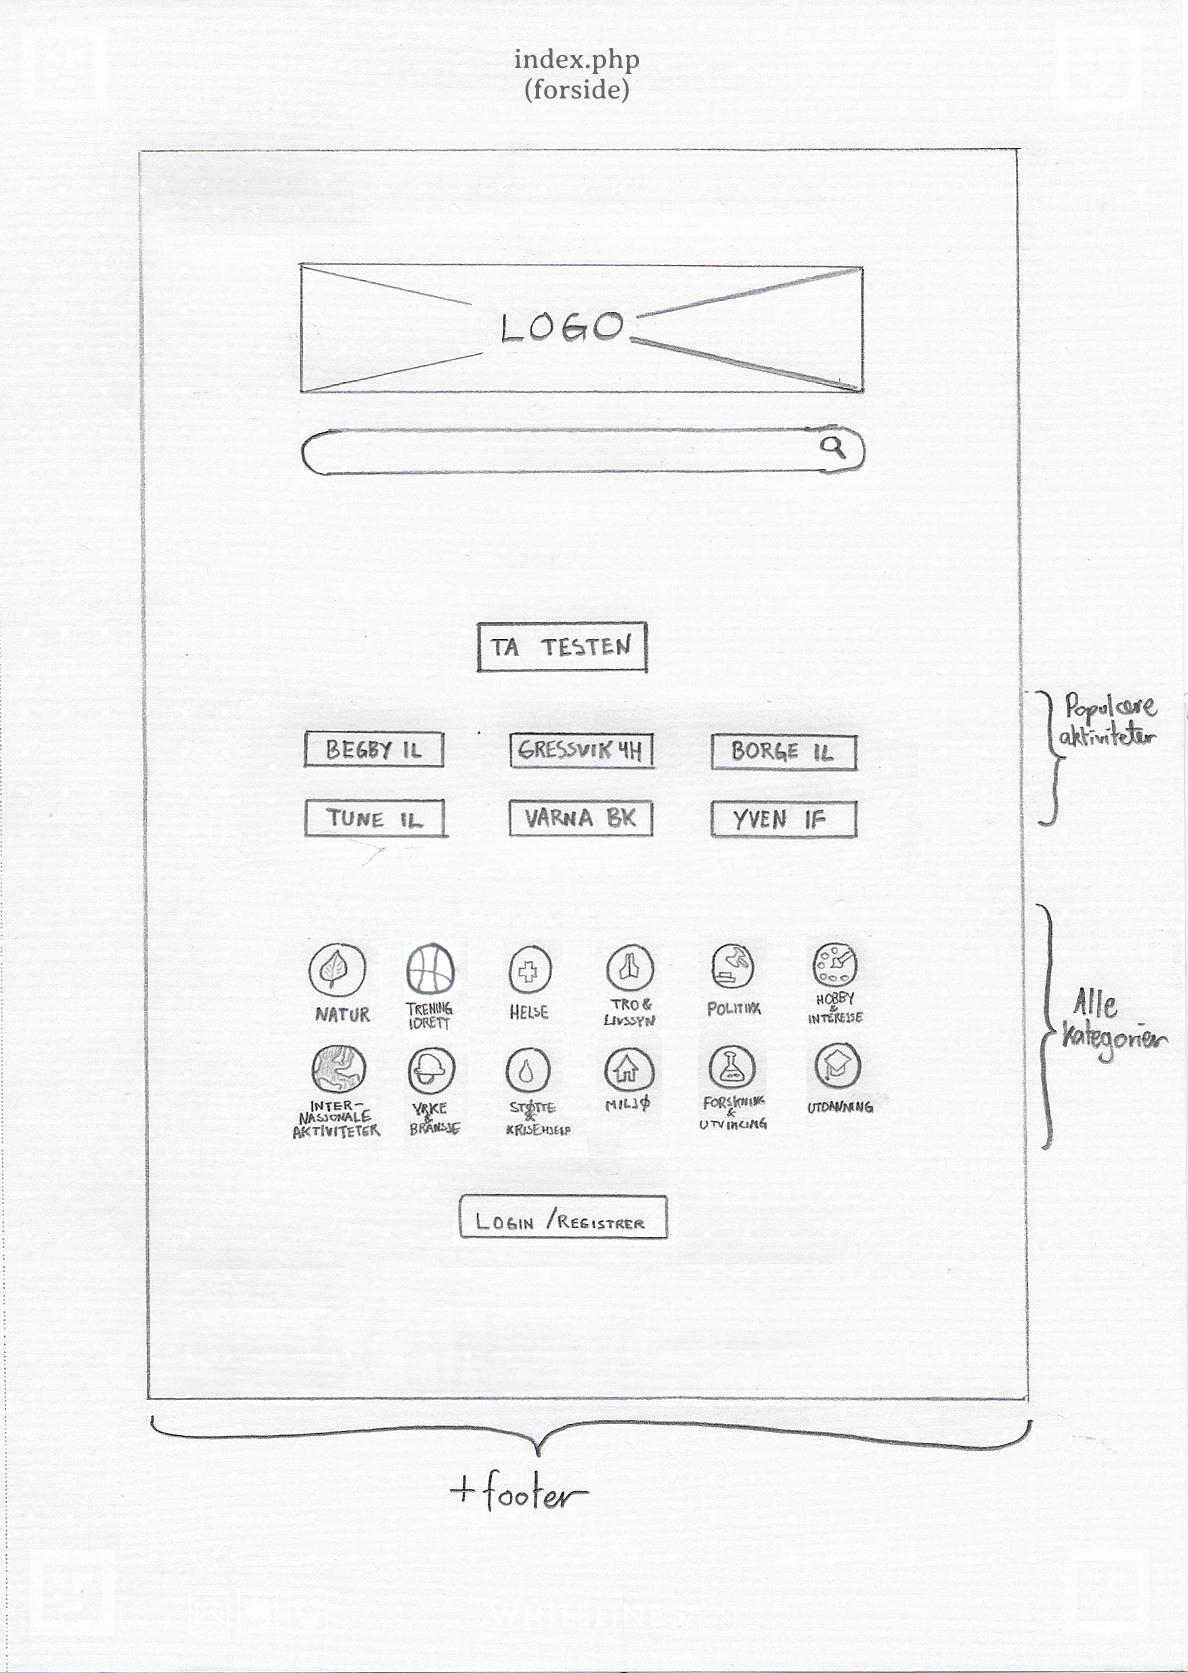 index.php
(forside)
LOGO
TA TESTEN
Populære
aktiviteter
BEGBY IL
GRESSVIK 4H
BORGE IL
TUNE IL
VARNA BK
YVEN IF
Alle
kategorier
NATUR
TRENING
IDRETT
HELSE
TRO &
LIVSSYN
POLITIKK
HOBBY
&
INTERESSE
INTER-
NASJONALE
AKTIVITETER
YRKE
&
BRANSJE
STØTTE
&
KRISEHJELP
MILJØ
FORSKNING
&
UTVIKLING
UTDANNING
LOGIN / REGISTRER
+ footer
WHITELINES